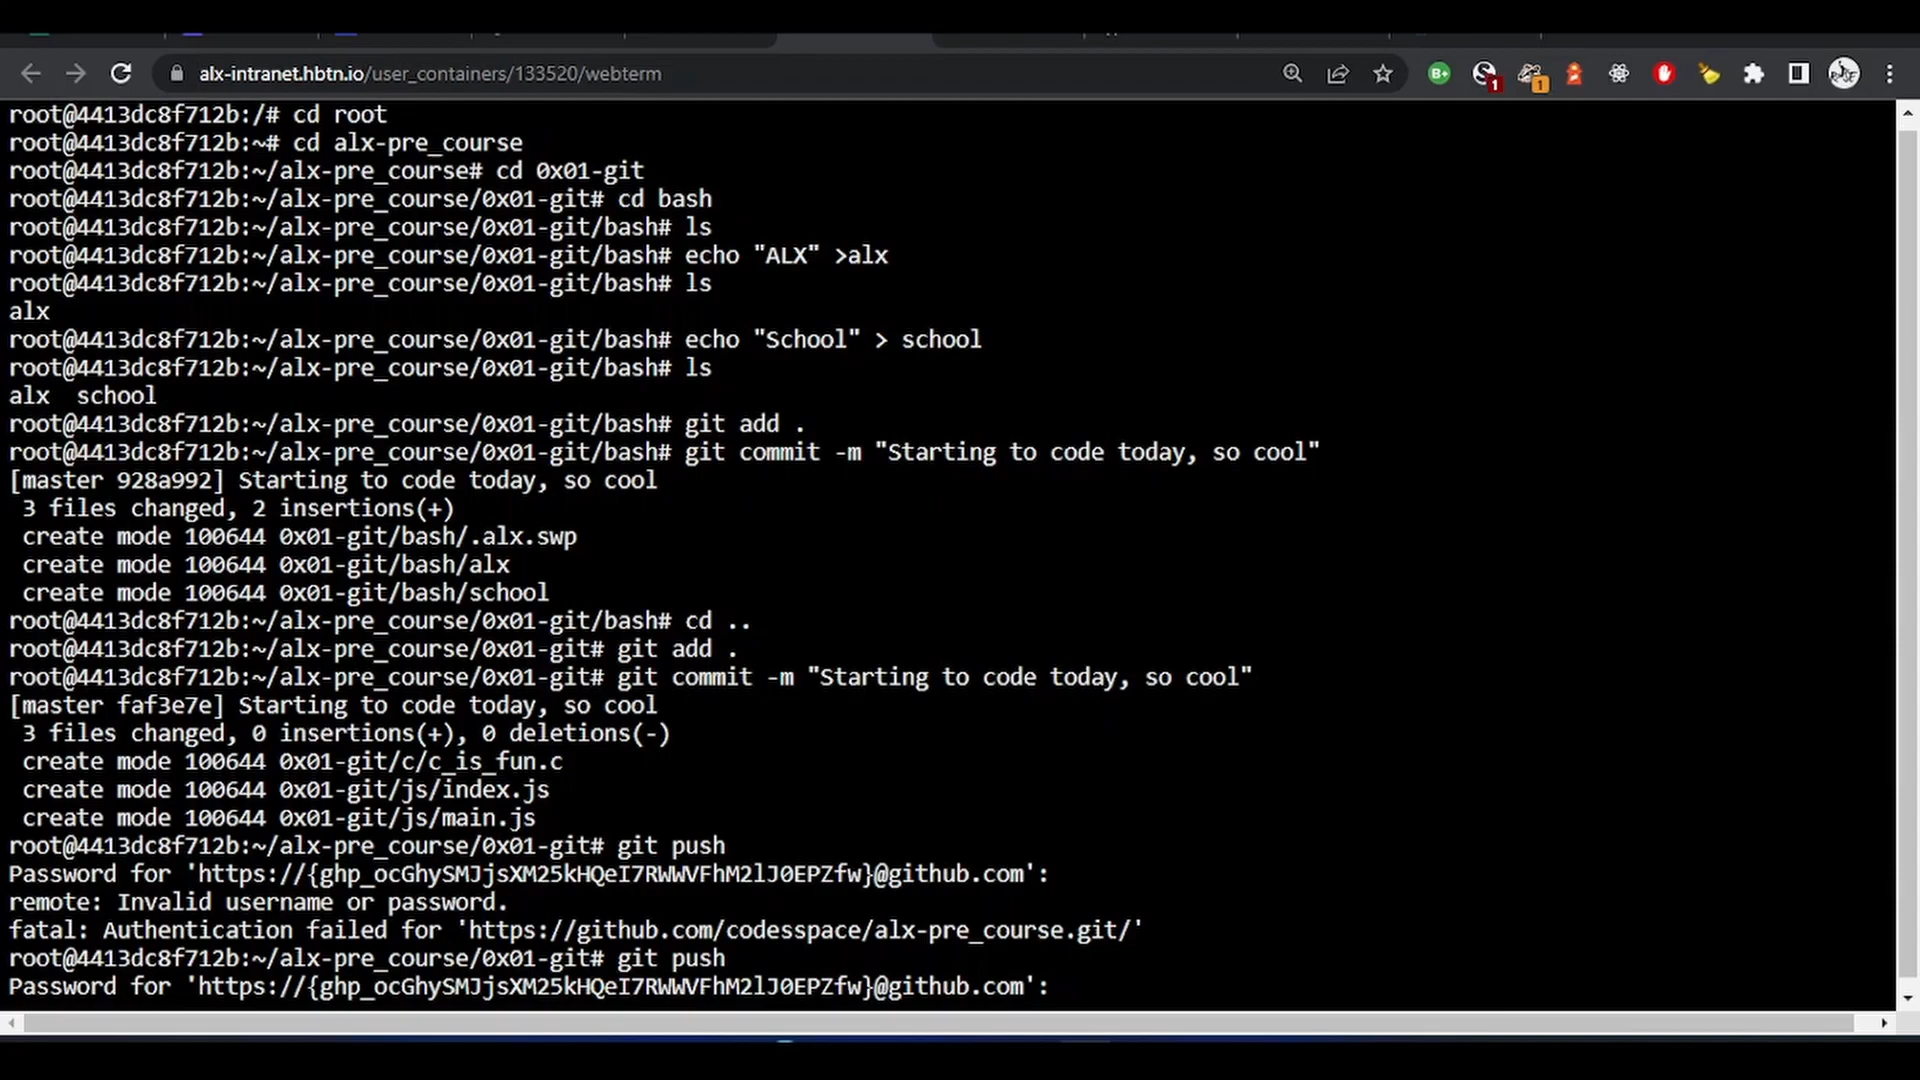 alx-intranet.hbtn.io/user_containers/133520/webterm
root@4413dc8f712b:/# cd root
root@4413dc8f712b:~# cd alx-pre_course
root@4413dc8f712b:~/alx-pre_course# cd 0x01-git
root@4413dc8f712b:~/alx-pre_course/0x01-git# cd bash
root@4413dc8f712b:~/alx-pre_course/0x01-git/bash# ls
root@4413dc8f712b:~/alx-pre_course/0x01-git/bash# echo "ALX" >alx
root@4413dc8f712b:~/alx-pre_course/0x01-git/bash# ls
alx
root@4413dc8f712b:~/alx-pre_course/0x01-git/bash# echo "School" > school
root@4413dc8f712b:~/alx-pre_course/0x01-git/bash# ls
alx  school
root@4413dc8f712b:~/alx-pre_course/0x01-git/bash# git add .
root@4413dc8f712b:~/alx-pre_course/0x01-git/bash# git commit -m "Starting to code today, so cool"
[master 928a992] Starting to code today, so cool
 3 files changed, 2 insertions(+)
 create mode 100644 0x01-git/bash/.alx.swp
 create mode 100644 0x01-git/bash/alx
 create mode 100644 0x01-git/bash/school
root@4413dc8f712b:~/alx-pre_course/0x01-git/bash# cd ..
root@4413dc8f712b:~/alx-pre_course/0x01-git# git add .
root@4413dc8f712b:~/alx-pre_course/0x01-git# git commit -m "Starting to code today, so cool"
[master faf3e7e] Starting to code today, so cool
 3 files changed, 0 insertions(+), 0 deletions(-)
 create mode 100644 0x01-git/c/c_is_fun.c
 create mode 100644 0x01-git/js/index.js
 create mode 100644 0x01-git/js/main.js
root@4413dc8f712b:~/alx-pre_course/0x01-git# git push
Password for 'https://{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}@github.com':
remote: Invalid username or password.
fatal: Authentication failed for 'https://github.com/codesspace/alx-pre_course.git/'
root@4413dc8f712b:~/alx-pre_course/0x01-git# git push
Password for 'https://{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}@github.com':